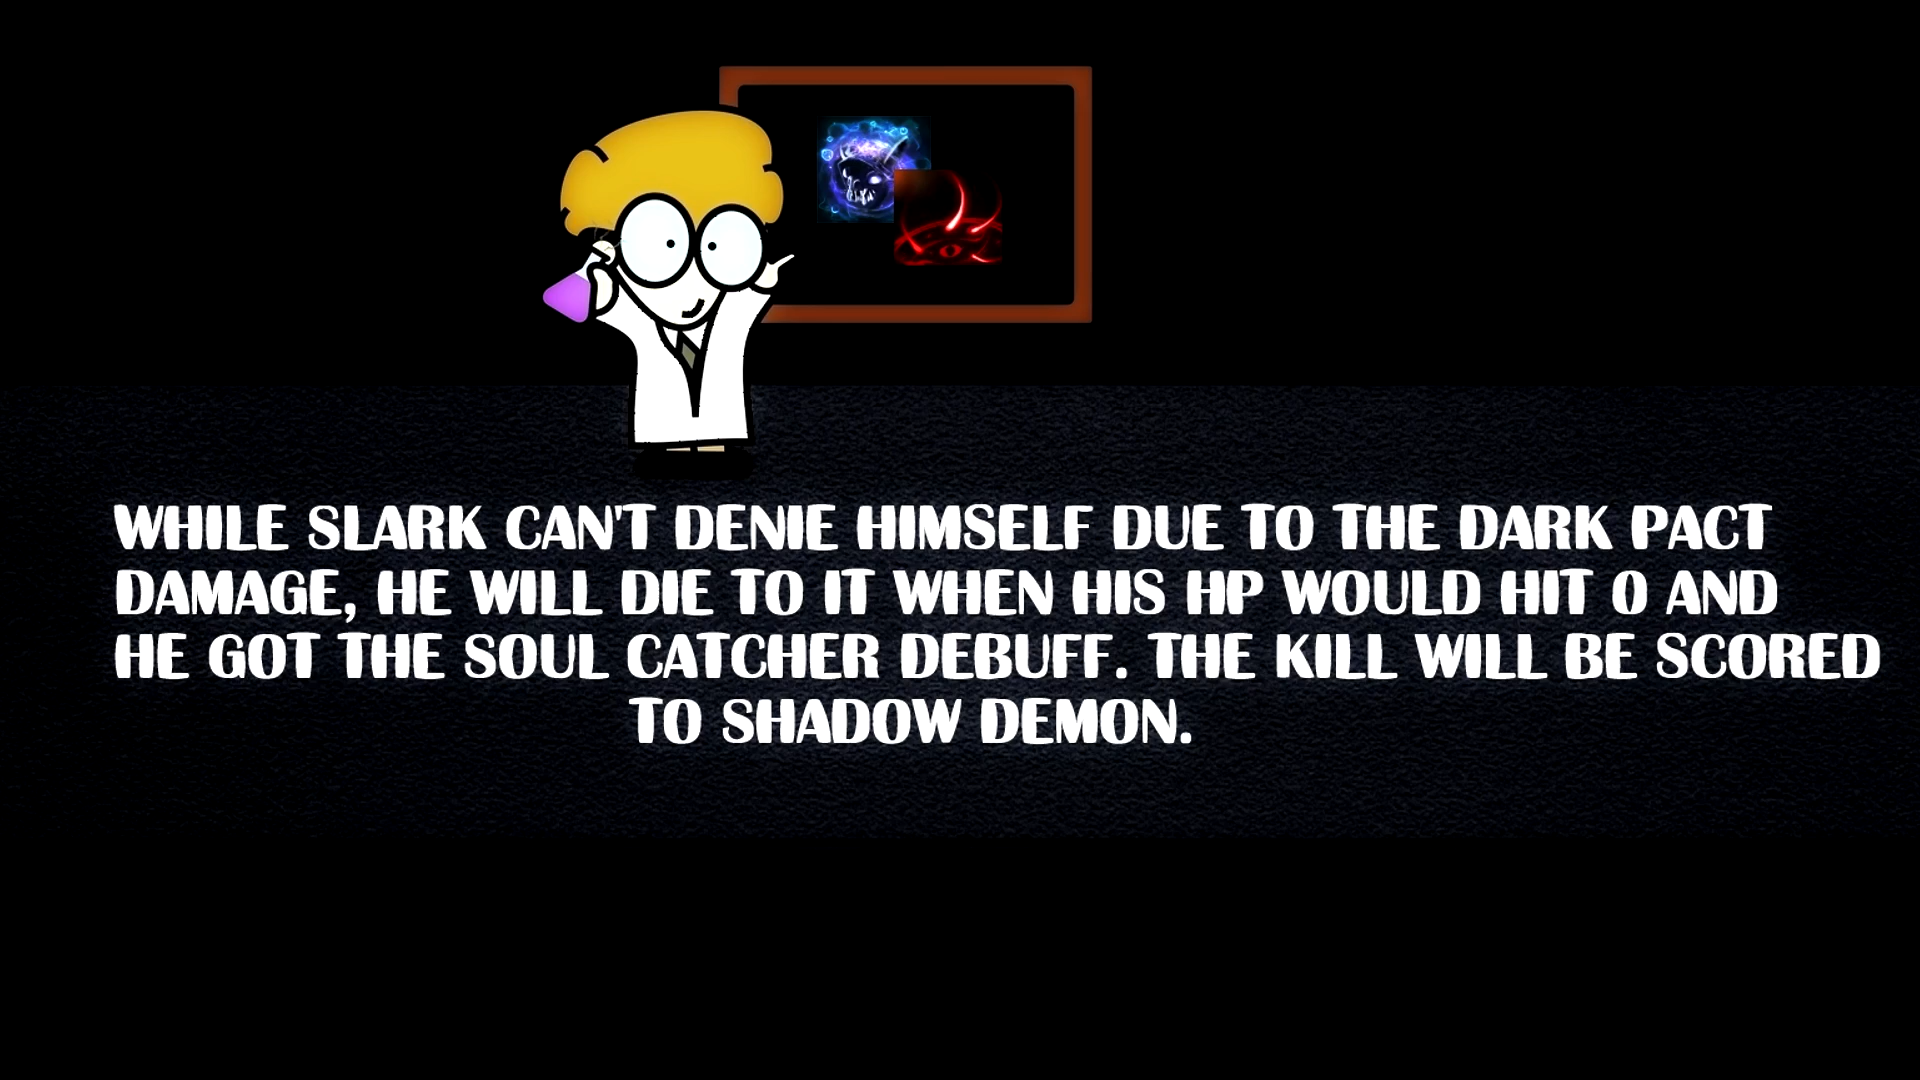 WHILE SLARK CAN'T DENIE HIMSELF DUE TO THE DARK PACT
DAMAGE, HE WILL DIE TO IT WHEN HIS HP WOULD HIT 0 AND
HE GOT THE SOUL CATCHER DEBUFF. THE KILL WILL BE SCORED
TO SHADOW DEMON.